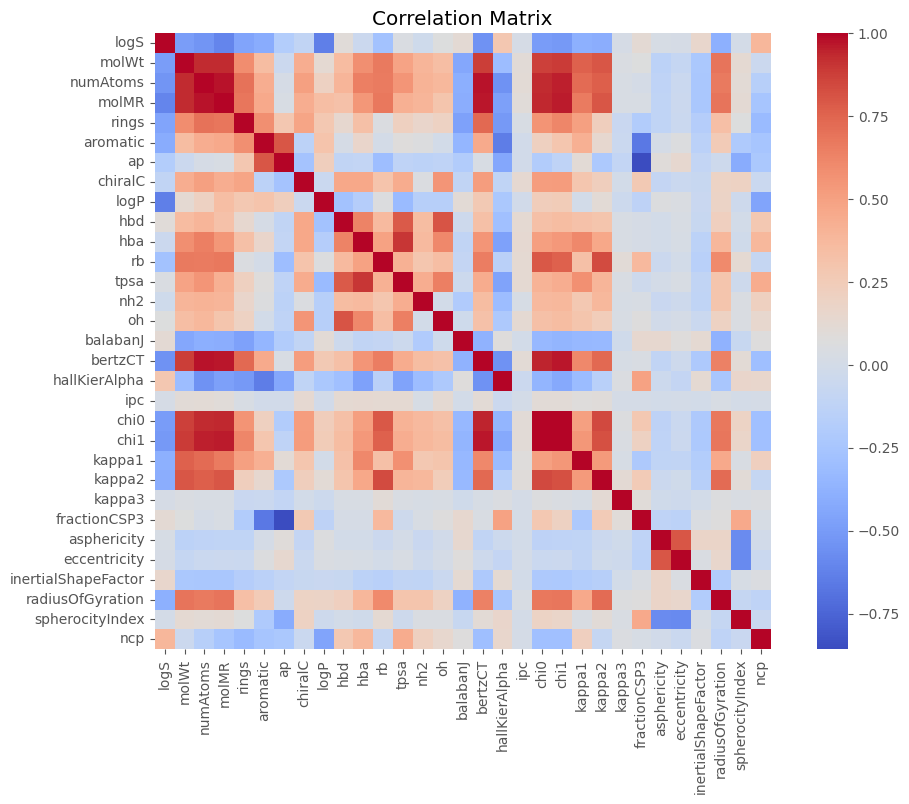 Correlation Matrix
logS
molWt
numAtoms
molMR
rings
aromatic
ap
chiralC
logP
hbd
hba
rb
tpsa
nh2
oh
balabanJ
bertzCT
hallKierAlpha
ipc
chi0
chi1
kappa1
kappa2
kappa3
fractionCSP3
asphericity
eccentricity
inertialShapeFactor
radiusOfGyration
spherocityIndex
ncp
logS
molWt
numAtoms
molMR
rings
aromatic
ap
chiralC
logP
hbd
hba
rb
tpsa
nh2
oh
balabanJ
bertzCT
hallKierAlpha
ipc
chi0
chi1
kappa1
kappa2
kappa3
fractionCSP3
asphericity
eccentricity
inertialShapeFactor
radiusOfGyration
spherocityIndex
ncp
1.00
0.75
0.50
0.25
0.00
−0.25
−0.50
−0.75